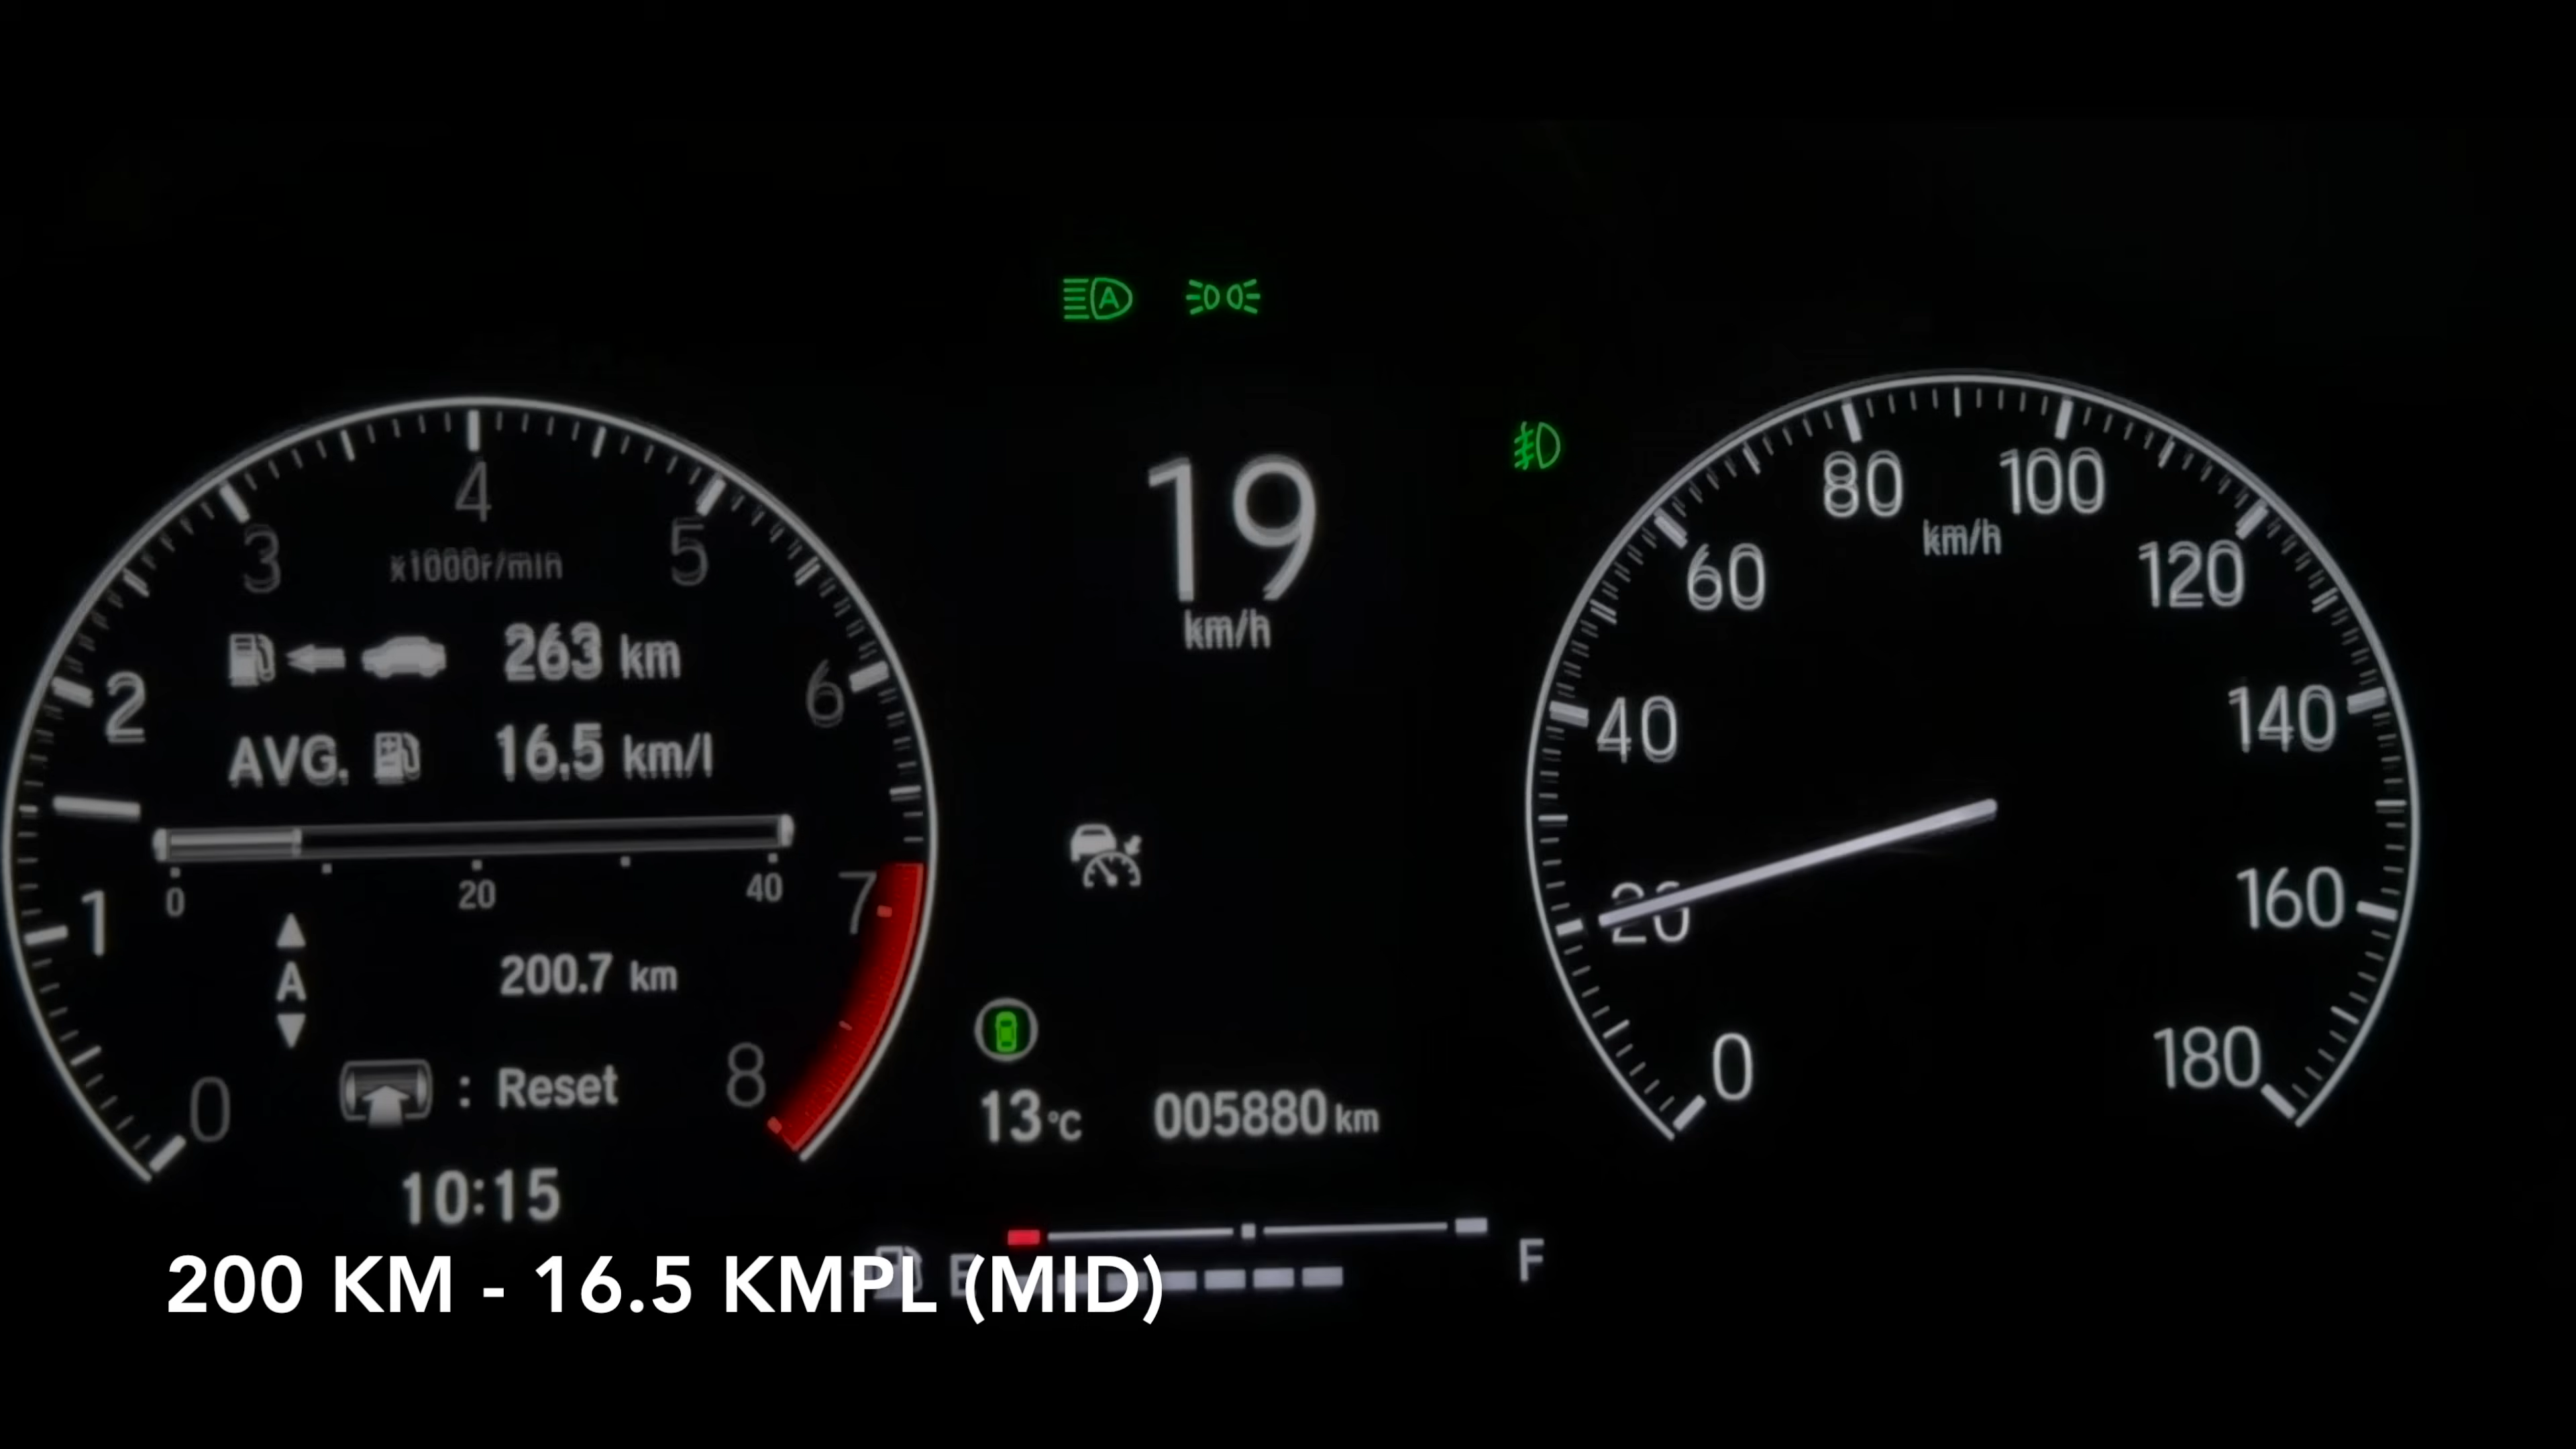 A
19
km/h
4
3
5
x1000r/min
263 km
2
6
AVG. 16.5 km/l
0 20 40
1
7
A
200.7 km
: Reset
0
8
10:15
13°C 005880 km
E F
80 100
km/h
60 120
40 140
20 160
0 180
200 KM - 16.5 KMPL (MID)